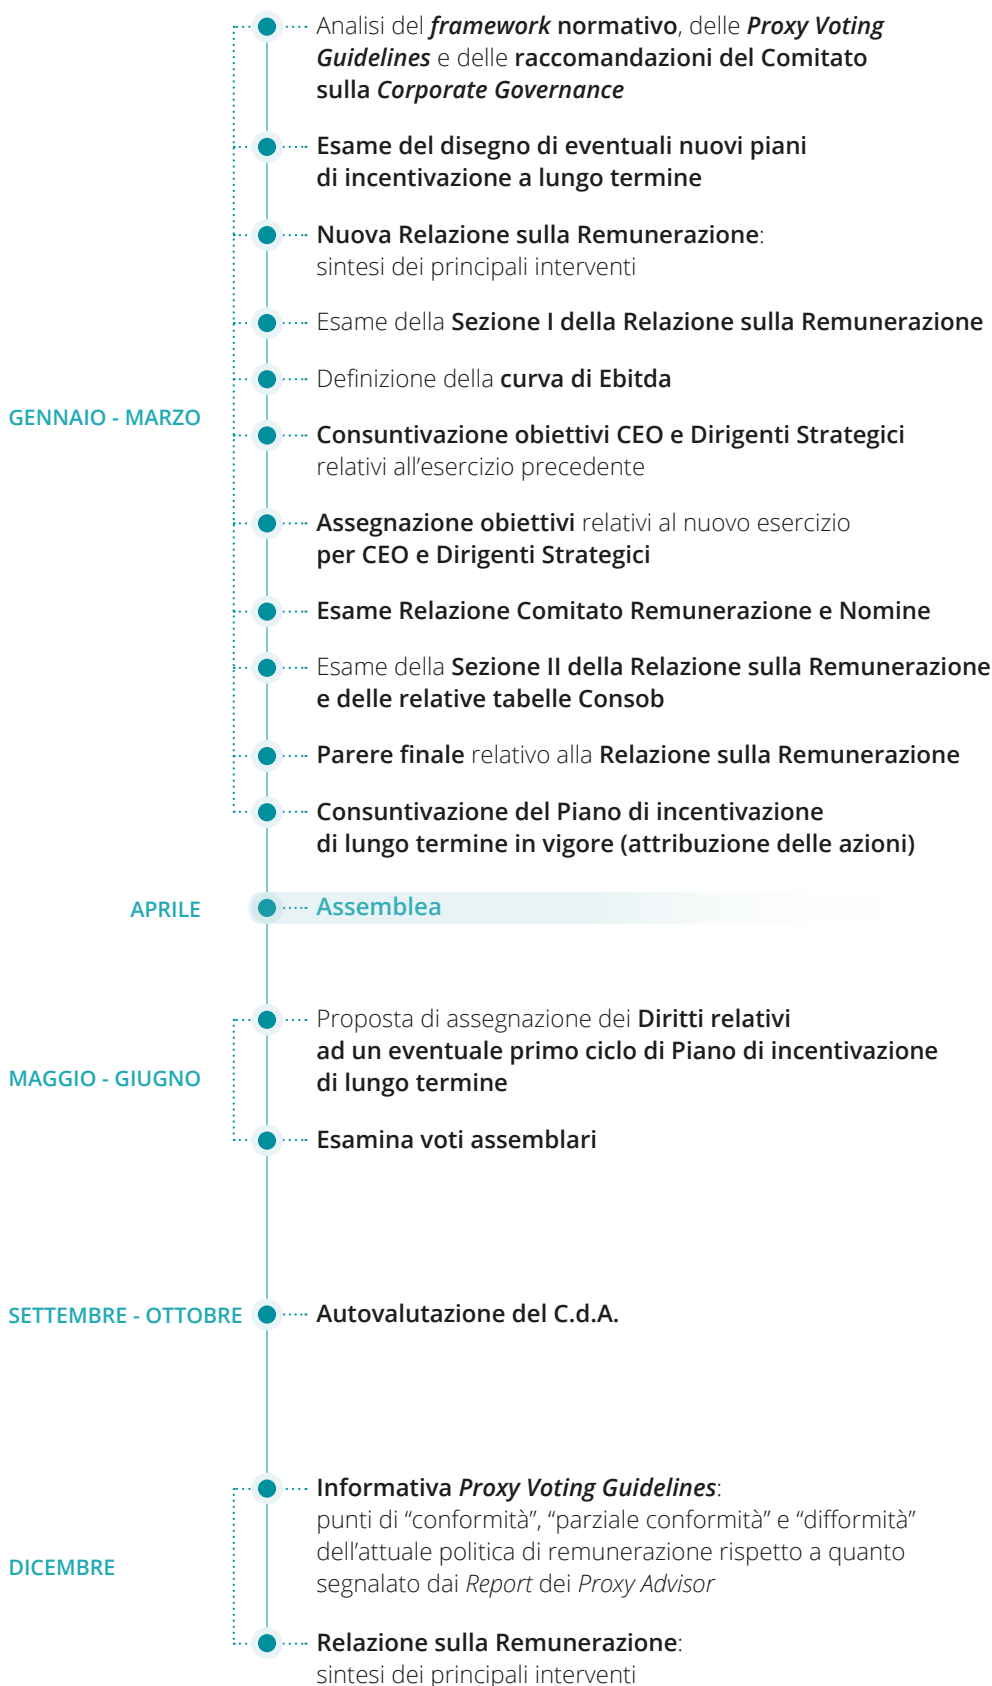 Analisi del framework normativo, delle Proxy Voting
Guidelines e delle raccomandazioni del Comitato
sulla Corporate Governance
Esame del disegno di eventuali nuovi piani
di incentivazione a lungo termine
Nuova Relazione sulla Remunerazione:
sintesi dei principali interventi
Esame della Sezione I della Relazione sulla Remunerazione
Definizione della curva di Ebitda
GENNAIO - MARZO
Consuntivazione obiettivi CEO e Dirigenti Strategici
relativi all'esercizio precedente
Assegnazione obiettivi relativi al nuovo esercizio
per CEO e Dirigenti Strategici
Esame Relazione Comitato Remunerazione e Nomine
Esame della Sezione II della Relazione sulla Remunerazione
e delle relative tabelle Consob
Parere finale relativo alla Relazione sulla Remunerazione
Consuntivazione del Piano di incentivazione
di lungo termine in vigore (attribuzione delle azioni)
APRILE
Assemblea
Proposta di assegnazione dei Diritti relativi
ad un eventuale primo ciclo di Piano di incentivazione
di lungo termine
MAGGIO - GIUGNO
Esamina voti assemblari
SETTEMBRE - OTTOBRE
Autovalutazione del C.d.A.
Informativa Proxy Voting Guidelines:
punti di “conformità”, “parziale conformità” e “difformità”
dell'attuale politica di remunerazione rispetto a quanto
segnalato dai Report dei Proxy Advisor
DICEMBRE
Relazione sulla Remunerazione:
sintesi dei principali interventi